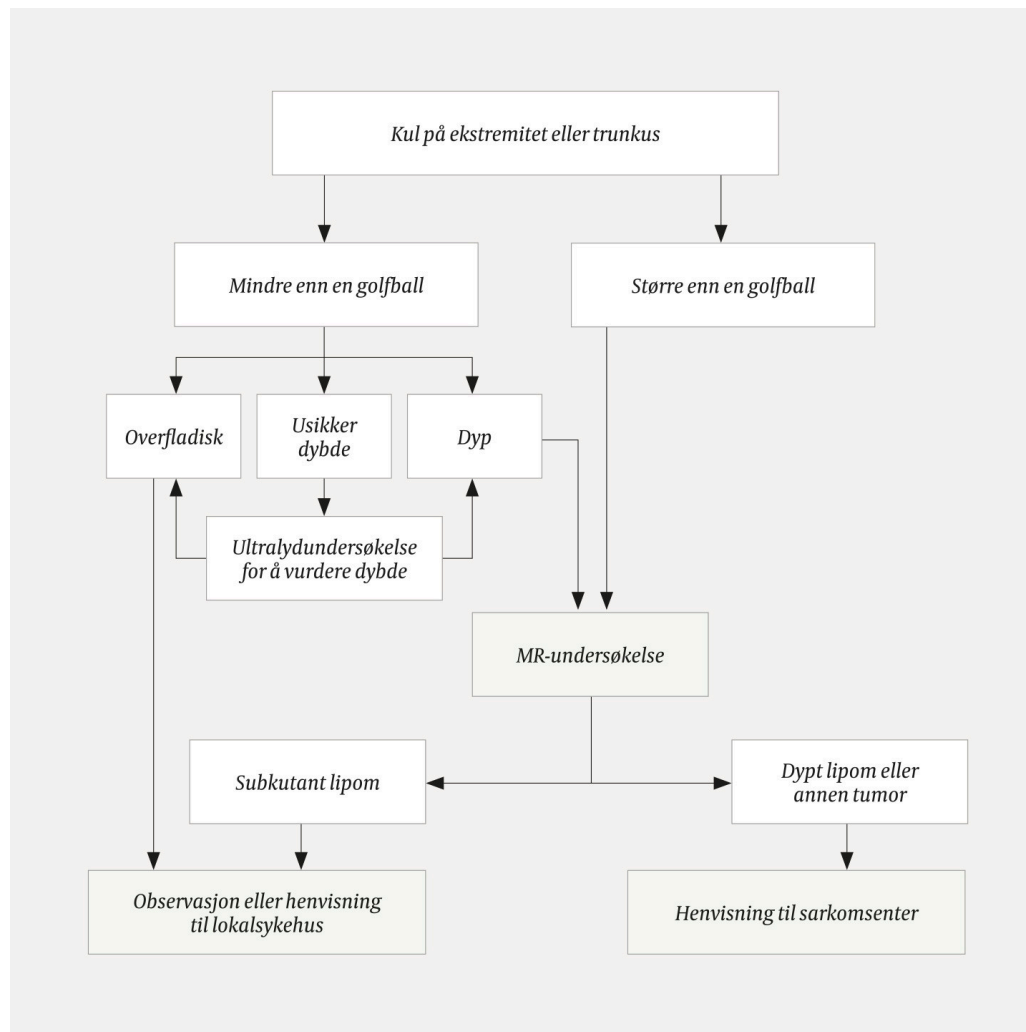 Kul på ekstremitet eller trunkus
Mindre enn en golfball
Større enn en golfball
Overfladisk
Usikker
dybde
Dyp
Ultralydundersøkelse
for å vurdere dybde
MR-undersøkelse
Subkutant lipom
Dypt lipom eller
annen tumor
Observasjon eller henvisning
til lokalsykehus
Henvisning til sarkomsenter